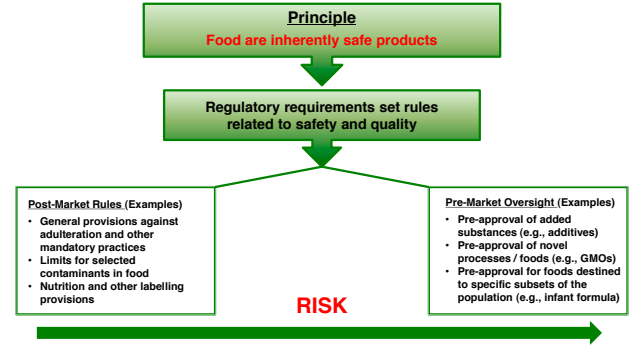 Principle
Food are inherently safe products
Regulatory requirements set rules
related to safety and quality
Post-Market Rules (Examples)
• General provisions against
adulteration and other
mandatory practices
• Limits for selected
contaminants in food
• Nutrition and other labelling
provisions
Pre-Market Oversight (Examples)
• Pre-approval of added
substances (e.g., additives)
• Pre-approval of novel
processes / foods (e.g., GMOs)
• Pre-approval for foods destined
to specific subsets of the
population (e.g., infant formula)
RISK